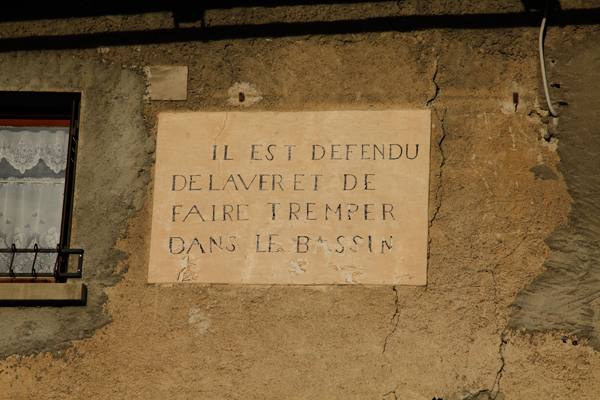 IL EST DEFENDU
DE LAVER ET DE
FAIRE TREMPER
DANS LE BASSIN